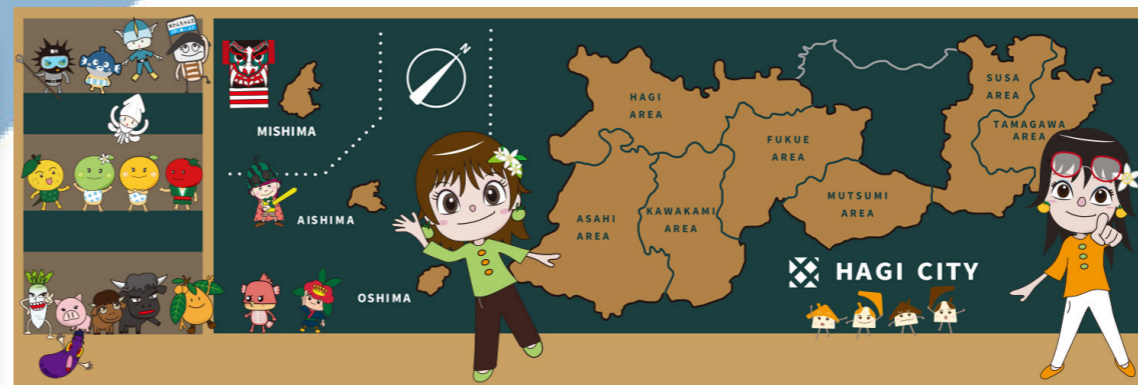 MISHIMA
AISHIMA
OSHIMA
N
HAGI
AREA
ASAHI
AREA
KAWAKAMI
AREA
FUKUE
AREA
MUTSUMI
AREA
SUSA
AREA
TAMAGAWA
AREA
HAGI CITY